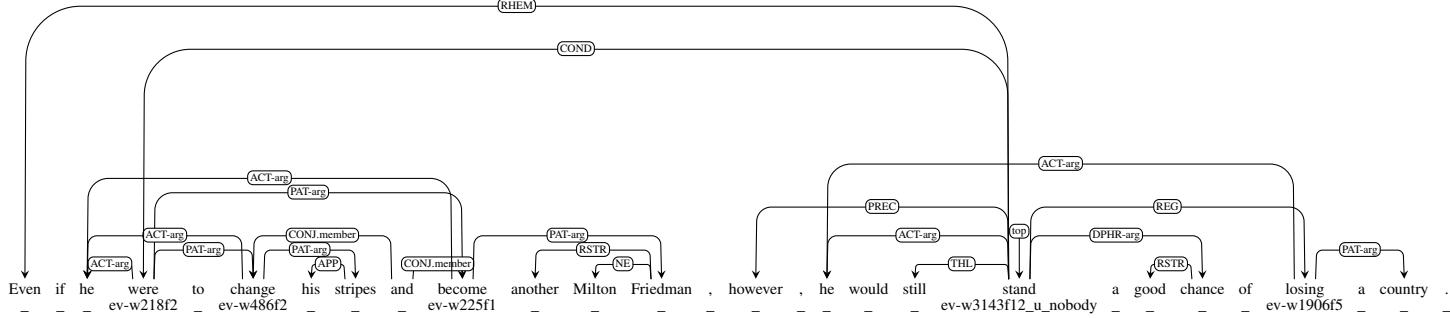 RHEM
COND
ACT-arg ACT-arg
PAT-arg
PREC REG
ACT-arg CONJ.member PAT-arg ACT-arg top DPHR-arg
PAT-arg PAT-arg RSTR PAT-arg
ACT-arg APP CONJ.member NE THL RSTR
Even if he were to change his stripes and become another Milton Friedman , however , he would still stand a good chance of losing a country .
_ _ _ ev-w218f2 _ ev-w486f2 _ _ _ ev-w225f1 _ _ _ _ _ _ _ _ _ ev-w3143f12_u_nobody _ _ _ _ ev-w1906f5 _ _ _